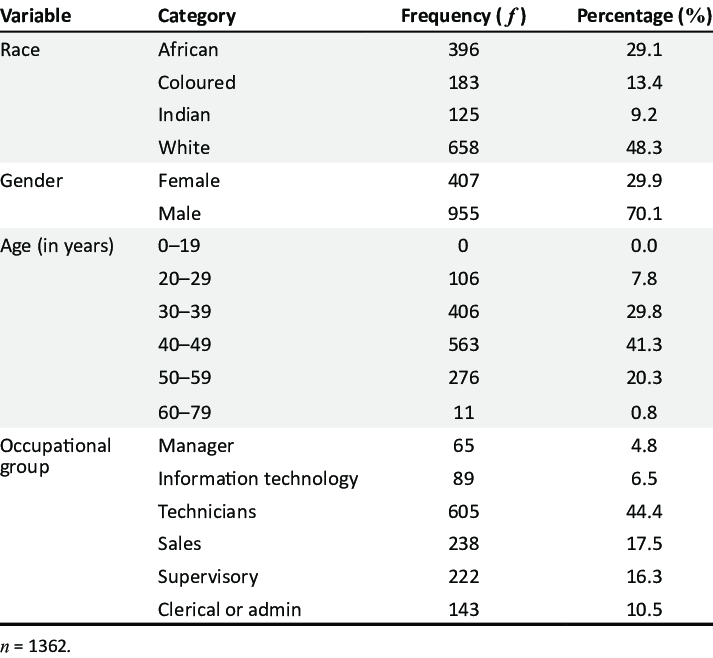 Variable Category Frequency (f) Percentage (%)
Race African 396 29.1
Coloured 183 13.4
Indian 125 9.2
White 658 48.3
Gender Female 407 29.9
Male 955 70.1
Age (in years) 0–19 0 0.0
20–29 106 7.8
30–39 406 29.8
40–49 563 41.3
50–59 276 20.3
60–79 11 0.8
Occupational group Manager 65 4.8
Information technology 89 6.5
Technicians 605 44.4
Sales 238 17.5
Supervisory 222 16.3
Clerical or admin 143 10.5
n = 1362.